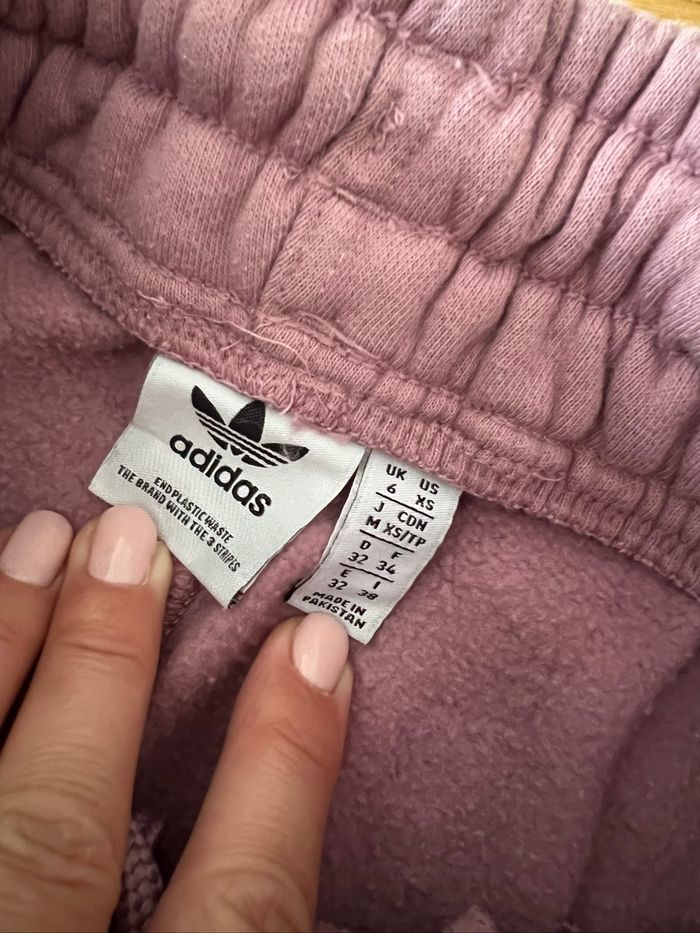 adidas
END PLASTIC WASTE
THE BRAND WITH THE 3 STRIPES
UK US
6 XS
J CDN
M XS/TP
D F
32 34
E I
32 38
MADE IN
PAKISTAN